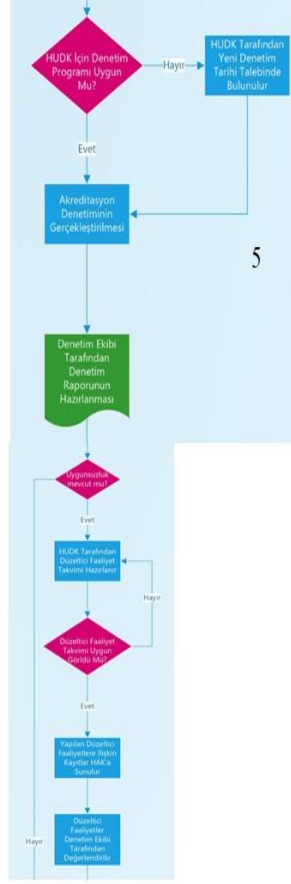 HUDK İçin Denetim
Programı Uygun
Mu?
Hayır
HUDK Tarafından
Yeni Denetim
Tarihi Talebinde
Bulunulur
Evet
Akreditasyon
Denetiminin
Gerçekleştirilmesi
5
Denetim Ekibi
Tarafından
Denetim
Raporunun
Hazırlanması
Uygunsuzluk
mevcut mu?
Evet
HUDK Tarafından
Düzeltici Faaliyet
Takvimi Hazırlanır
Hayır
Düzeltici Faaliyet
Takvimi Uygun
Görldü Mü?
Evet
Yapılan Düzeltici
Faaliyetlere İlişkin
Kayıtlar HAK'a
Sunulur
Düzeltici
Faaliyetler
Denetim Ekibi
Tarafından
Değerlendirilir
Hayır